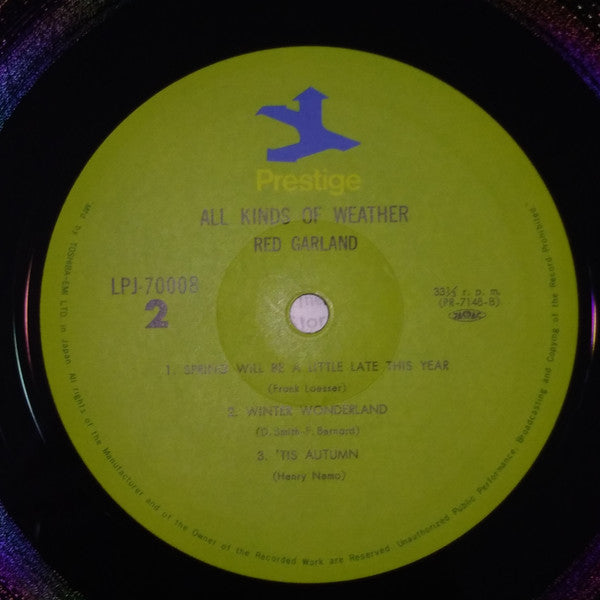 Prestige
ALL KINDS OF WEATHER
RED GARLAND
LPJ-70008
2
33⅓ r. p. m.
(PR-7148-B)
1. SPRING WILL BE A LITTLE LATE THIS YEAR
(Frank Loesser)
2. WINTER WONDERLAND
(D. Smith-F. Bernard)
3. 'TIS AUTUMN
(Henry Nemo)
Mfd by TOSHIBA-EMI LTD in Japan. All rights of the Manufacturer and of the Owner of the Recorded Work are Reserved. Unauthorized Public Performance, Broadcasting and Copying of the Record Prohibited.